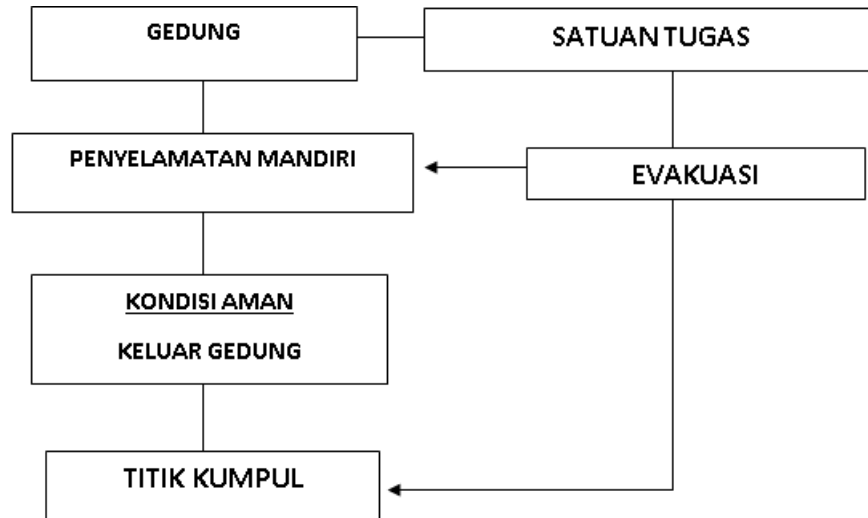 GEDUNG
SATUAN TUGAS
PENYELAMATAN MANDIRI
EVAKUASI
KONDISI AMAN
KELUAR GEDUNG
TITIK KUMPUL